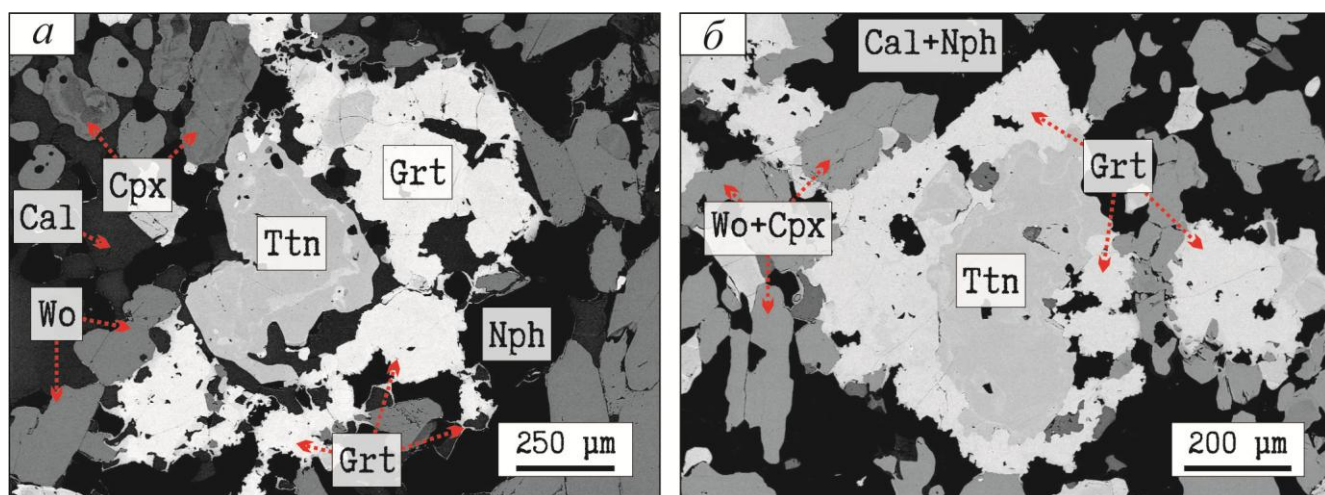 а
Cpx
Grt
Cal
Ttn
Wo
Nph
Grt
250 µm
б
Cal+Nph
Grt
Wo+Cpx
Ttn
200 µm